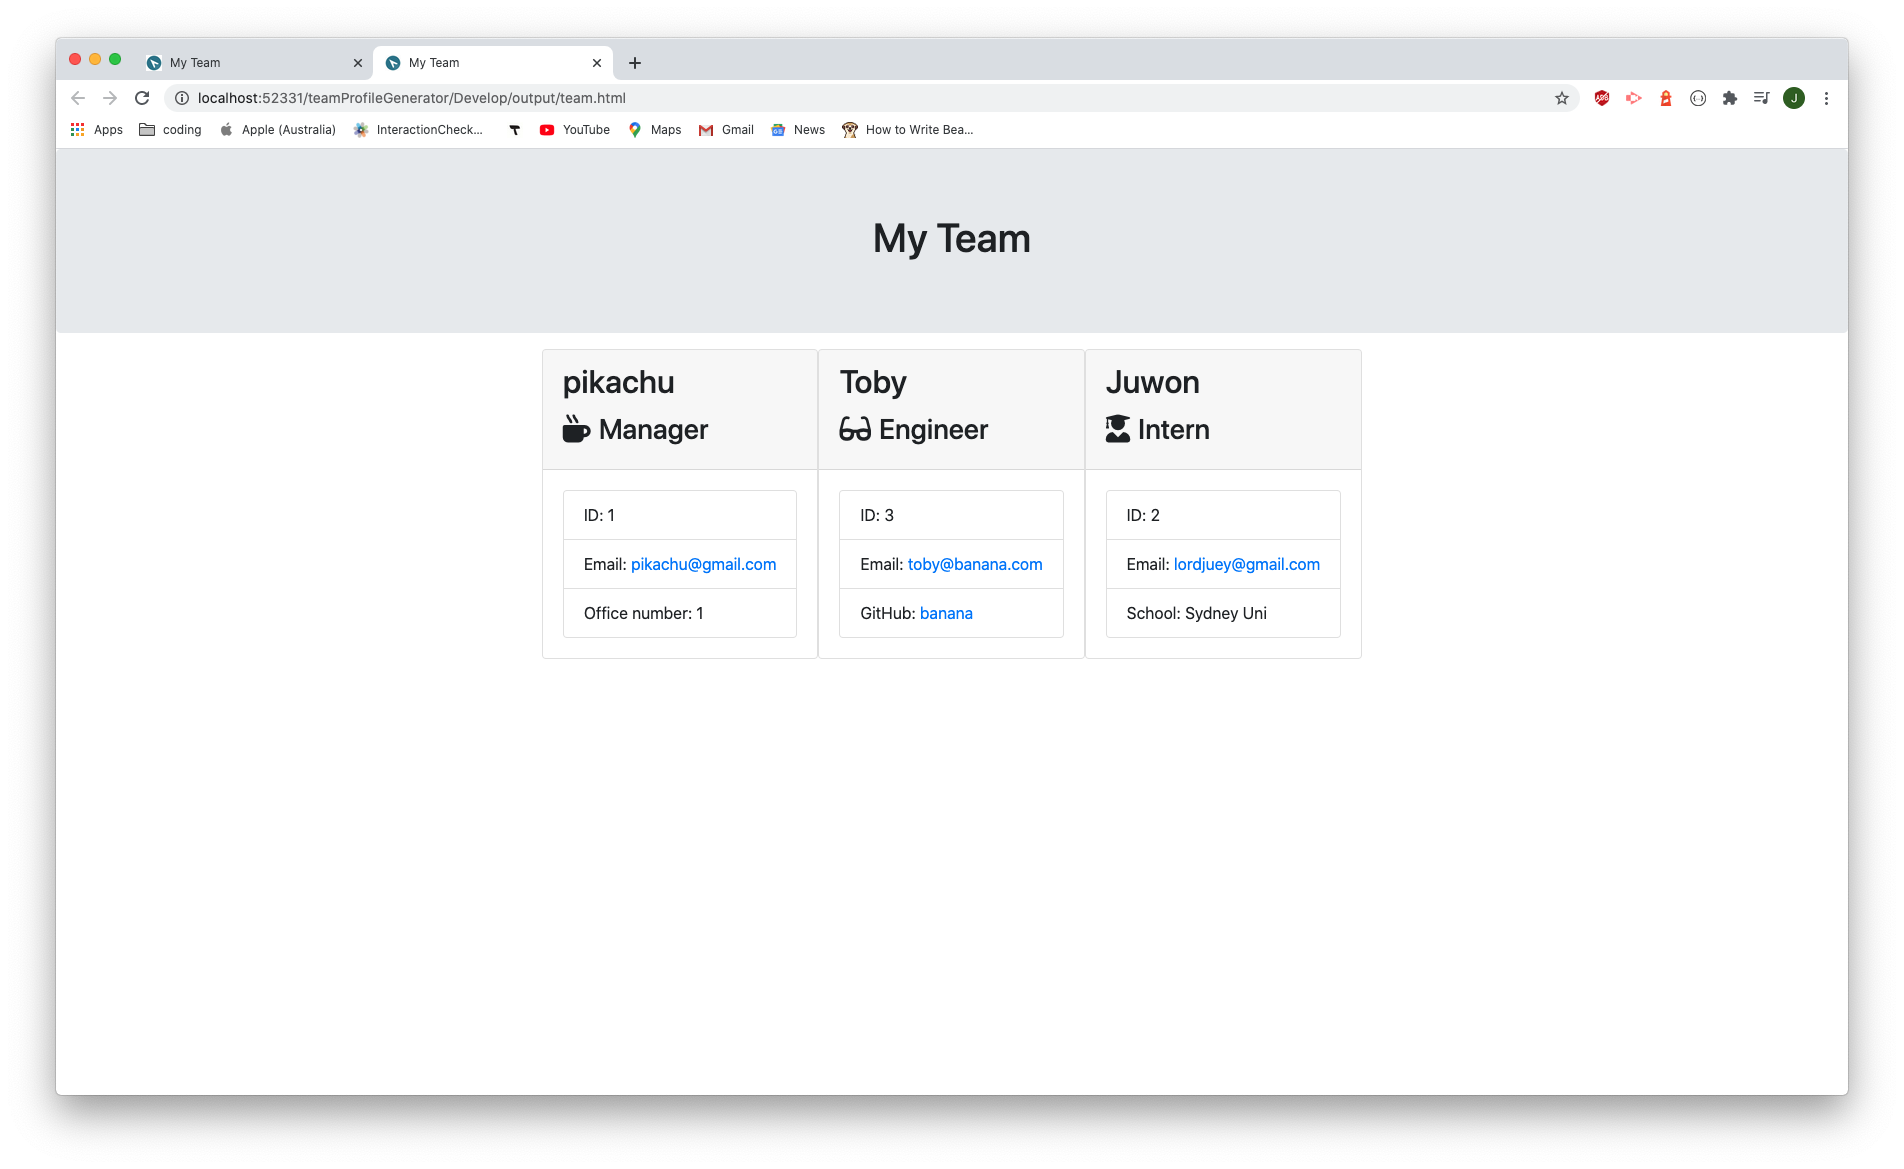 My Team
My Team
localhost:52331/teamProfileGenerator/Develop/output/team.html
J
Apps coding Apple (Australia) InteractionCheck... YouTube Maps Gmail News How to Write Bea...
My Team
pikachu
Manager
ID: 1
Email: pikachu@gmail.com
Office number: 1
Toby
Engineer
ID: 3
Email: toby@banana.com
GitHub: banana
Juwon
Intern
ID: 2
Email: lordjuey@gmail.com
School: Sydney Uni